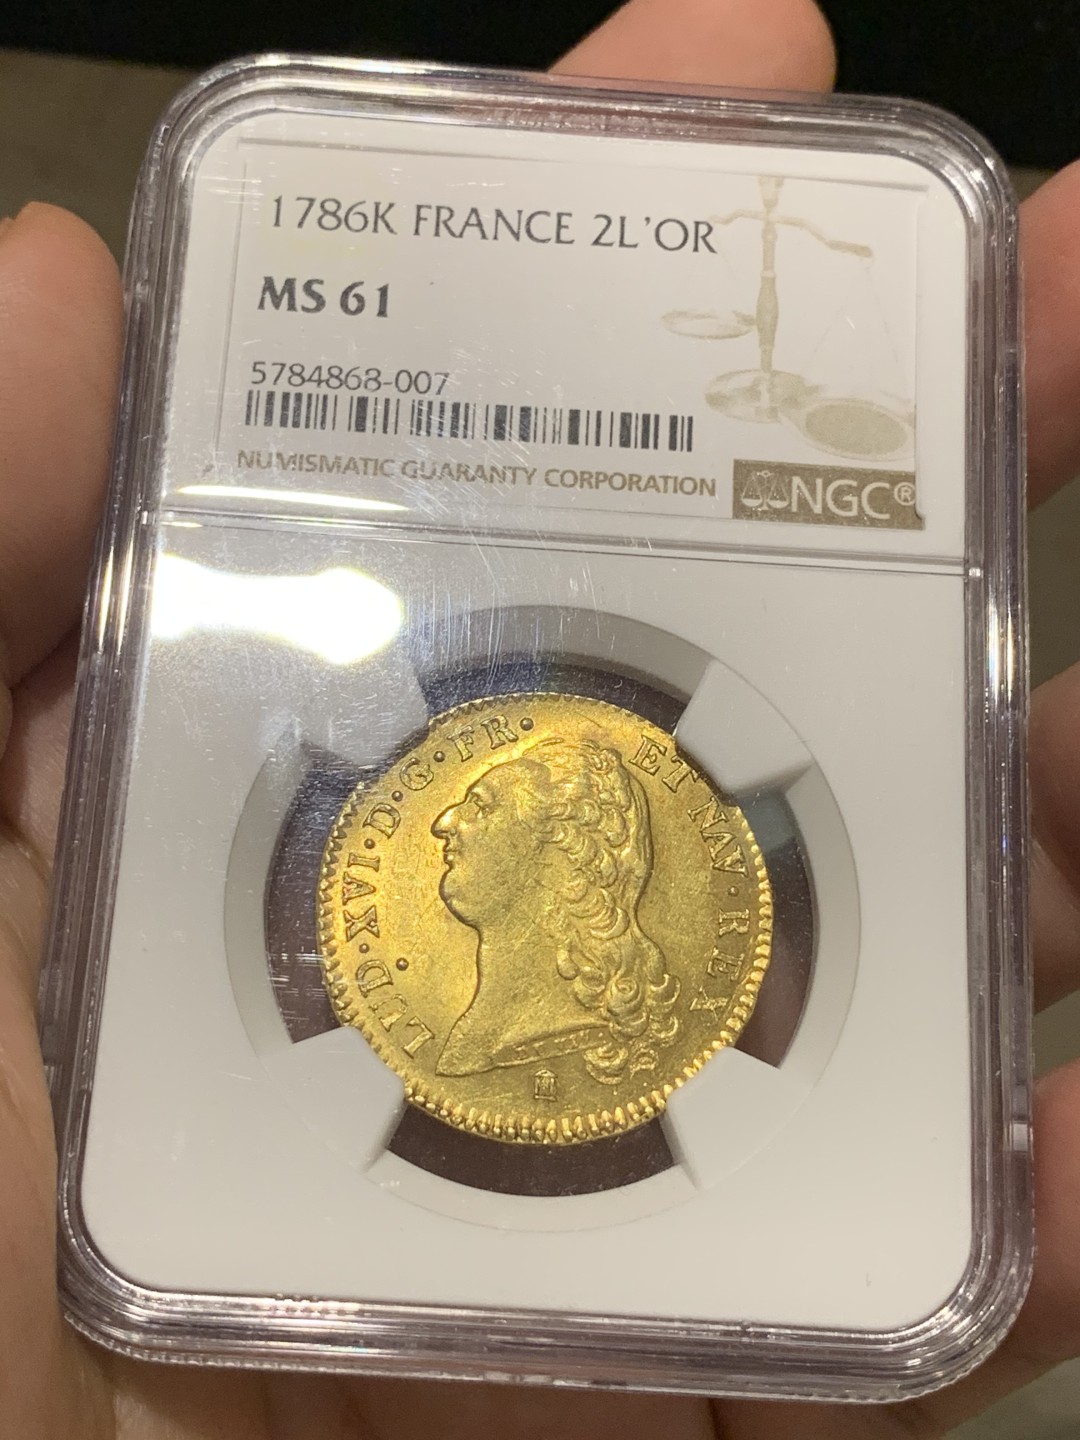 1786K FRANCE 2L'OR
MS 61
5784868-007
NUMISMATIC GUARANTY CORPORATION
NGC®
LUD·XVI·D·G·FR· ET NAV·REX